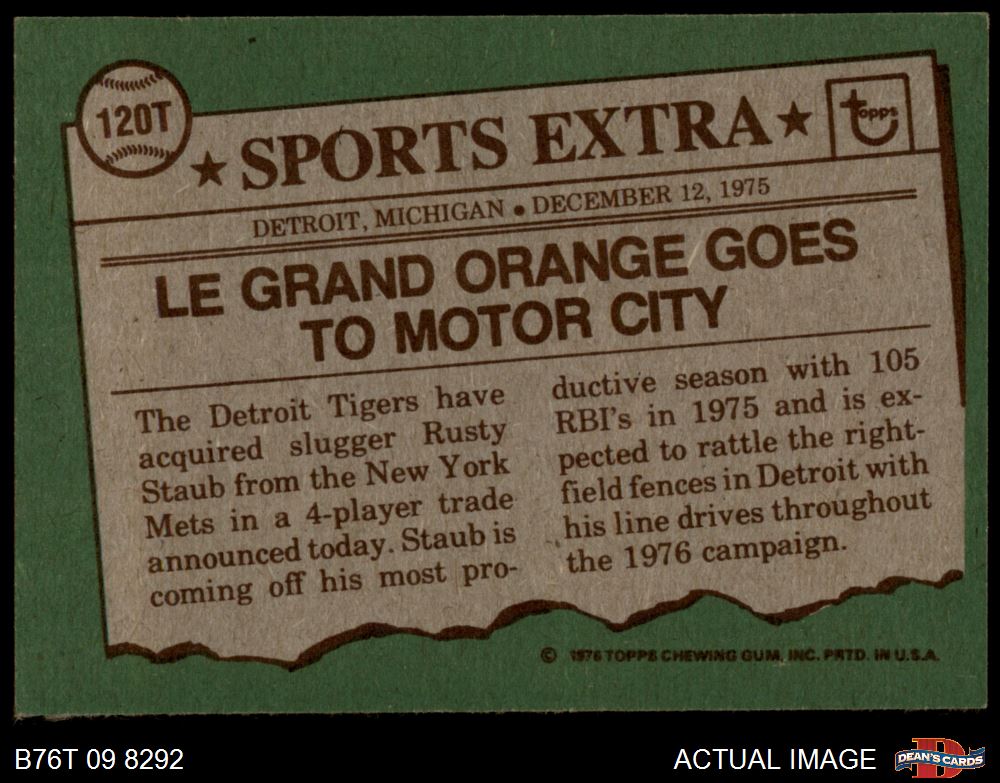 120T
★ SPORTS EXTRA ★
topps
DETROIT, MICHIGAN • DECEMBER 12, 1975
LE GRAND ORANGE GOES
TO MOTOR CITY
The Detroit Tigers have
acquired slugger Rusty
Staub from the New York
Mets in a 4-player trade
announced today. Staub is
coming off his most pro-
ductive season with 105
RBI's in 1975 and is ex-
pected to rattle the right-
field fences in Detroit with
his line drives throughout
the 1976 campaign.
© 1976 TOPPS CHEWING GUM, INC. PRTD. IN U.S.A.
B76T 09 8292
ACTUAL IMAGE
D
DEAN'S CARDS